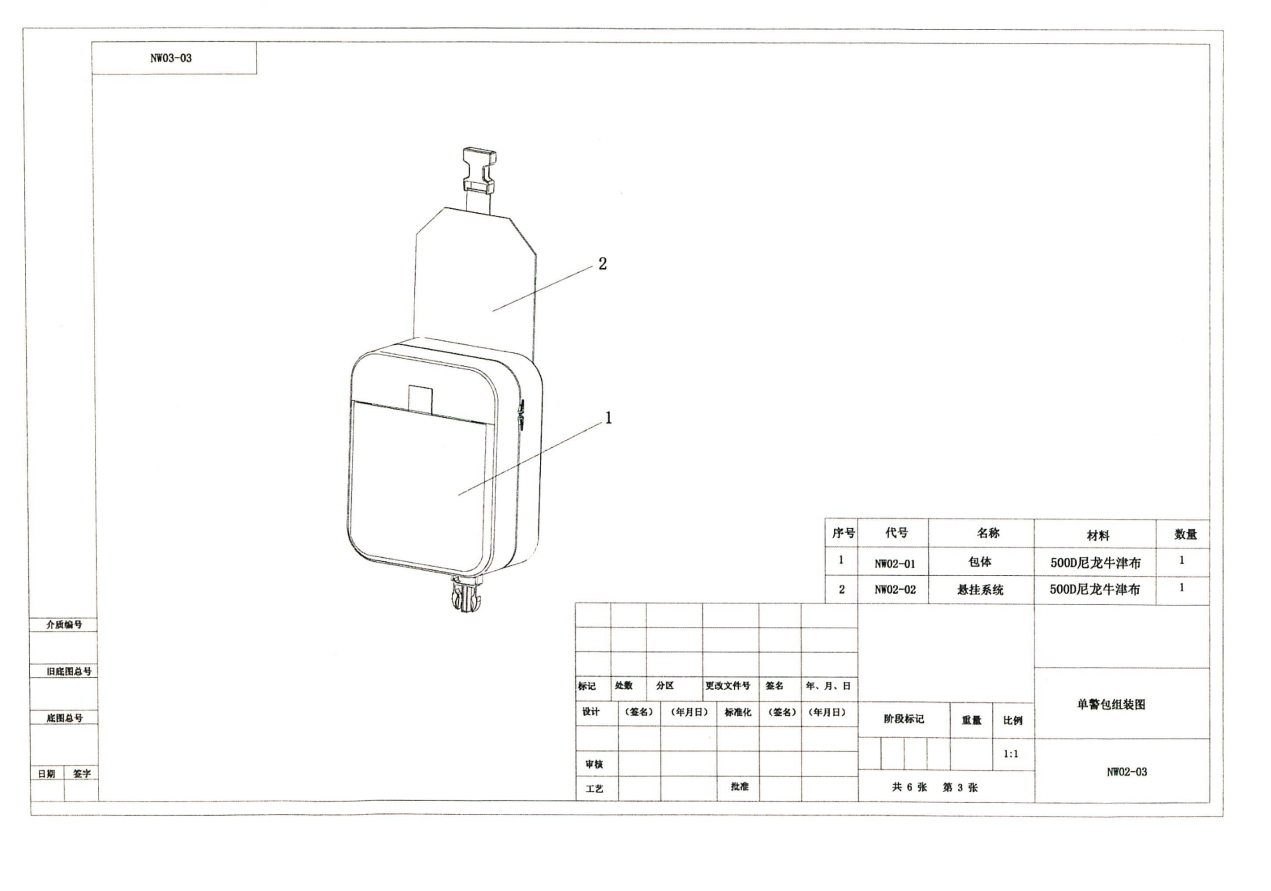 NW03-03
2
1
序号 代号 名称 材料 数量
1 NW02-01 包体 500D尼龙牛津布 1
2 NW02-02 悬挂系统 500D尼龙牛津布 1
介质编号
旧底图总号
底图总号
日期 签字
标记 处数 分区 更改文件号 签名 年、月、日
设计 (签名) (年月日) 标准化 (签名) (年月日)
审核
工艺 批准
阶段标记 重量 比例
1:1
共 6 张 第 3 张
单警包组装图
NW02-03